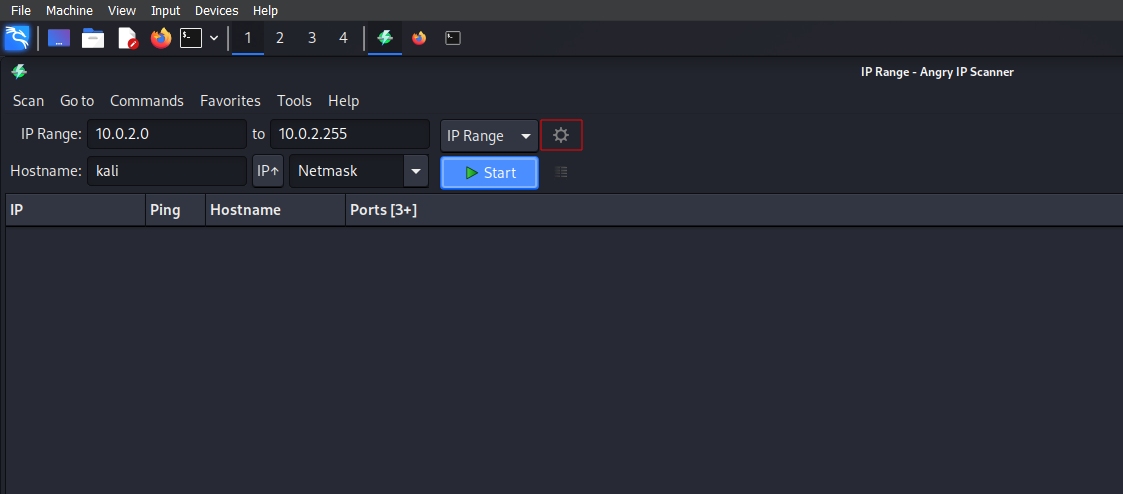 File Machine View Input Devices Help
1 2 3 4
IP Range - Angry IP Scanner
Scan Go to Commands Favorites Tools Help
IP Range: 10.0.2.0 to 10.0.2.255 IP Range
Hostname: kali IP↑ Netmask Start
IP Ping Hostname Ports [3+]